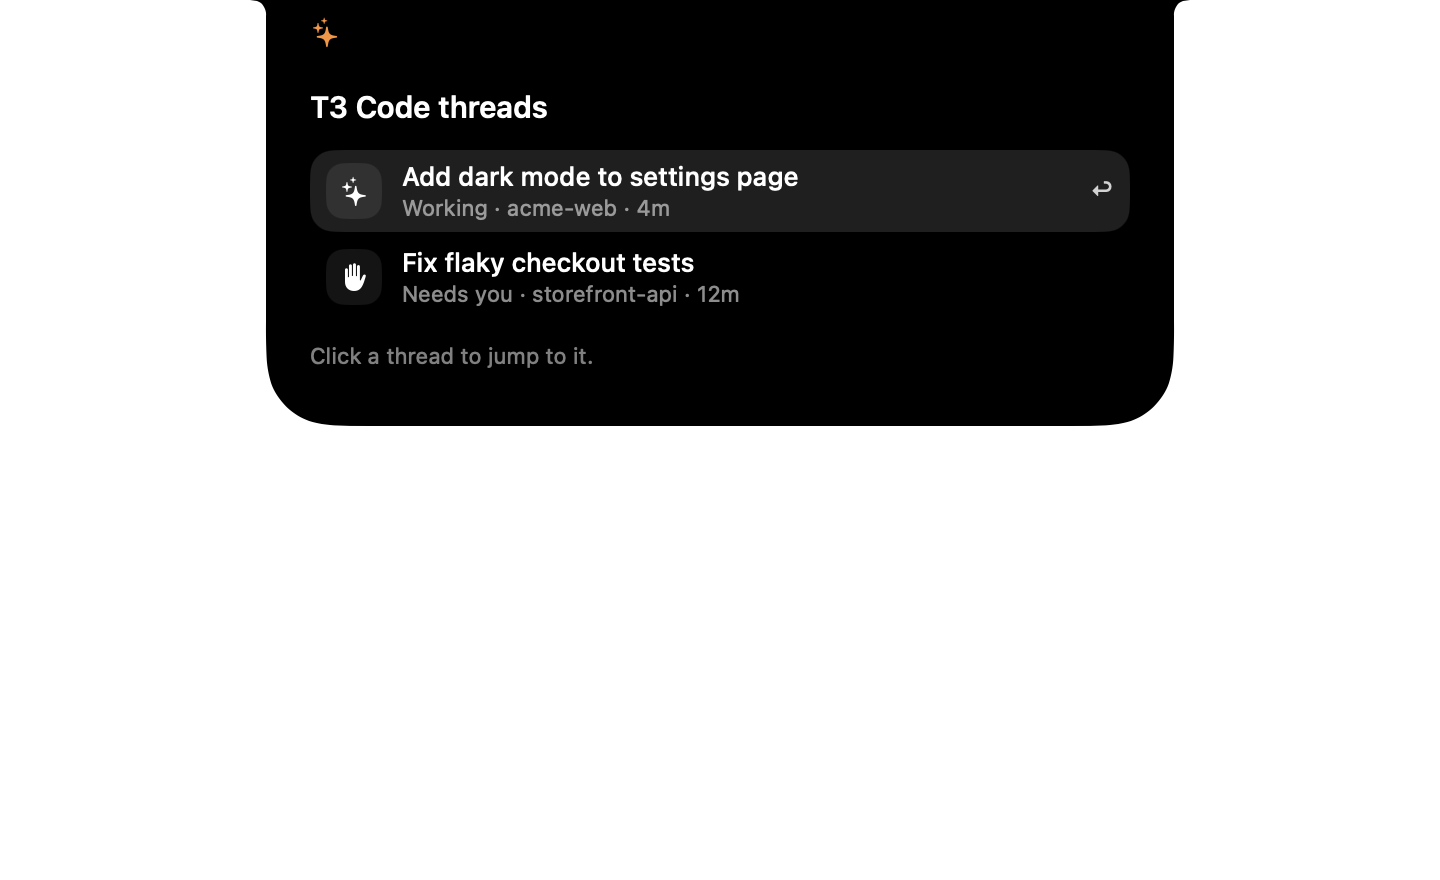 T3 Code threads
Add dark mode to settings page
Working · acme-web · 4m
Fix flaky checkout tests
Needs you · storefront-api · 12m
Click a thread to jump to it.